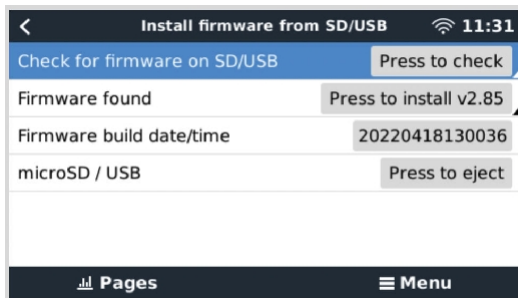 Install firmware from SD/USB 11:31
Check for firmware on SD/USB Press to check
Firmware found Press to install v2.85
Firmware build date/time 20220418130036
microSD / USB Press to eject
Pages Menu